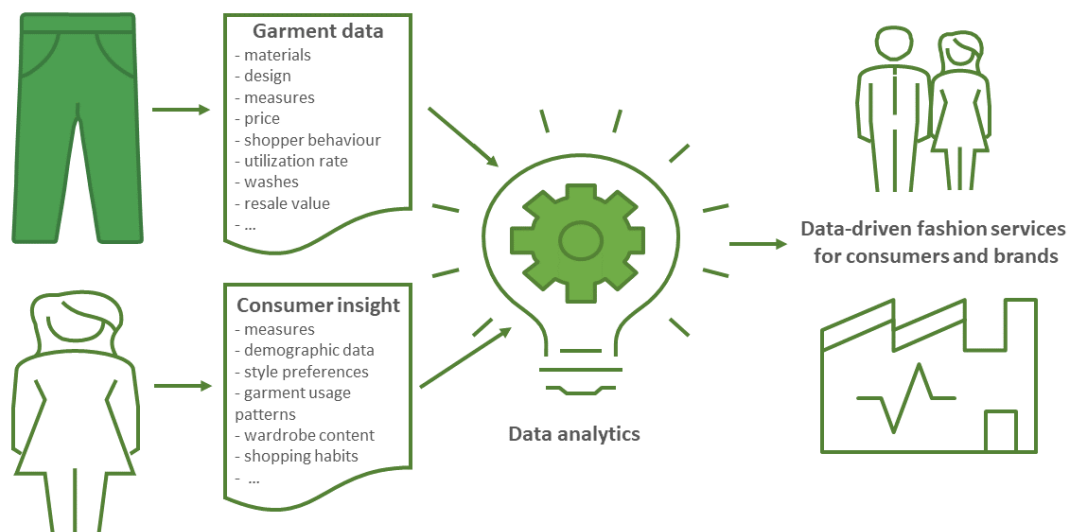 Garment data
- materials
- design
- measures
- price
- shopper behaviour
- utilization rate
- washes
- resale value
- ...
Consumer insight
- measures
- demographic data
- style preferences
- garment usage
patterns
- wardrobe content
- shopping habits
- ...
Data analytics
Data-driven fashion services
for consumers and brands